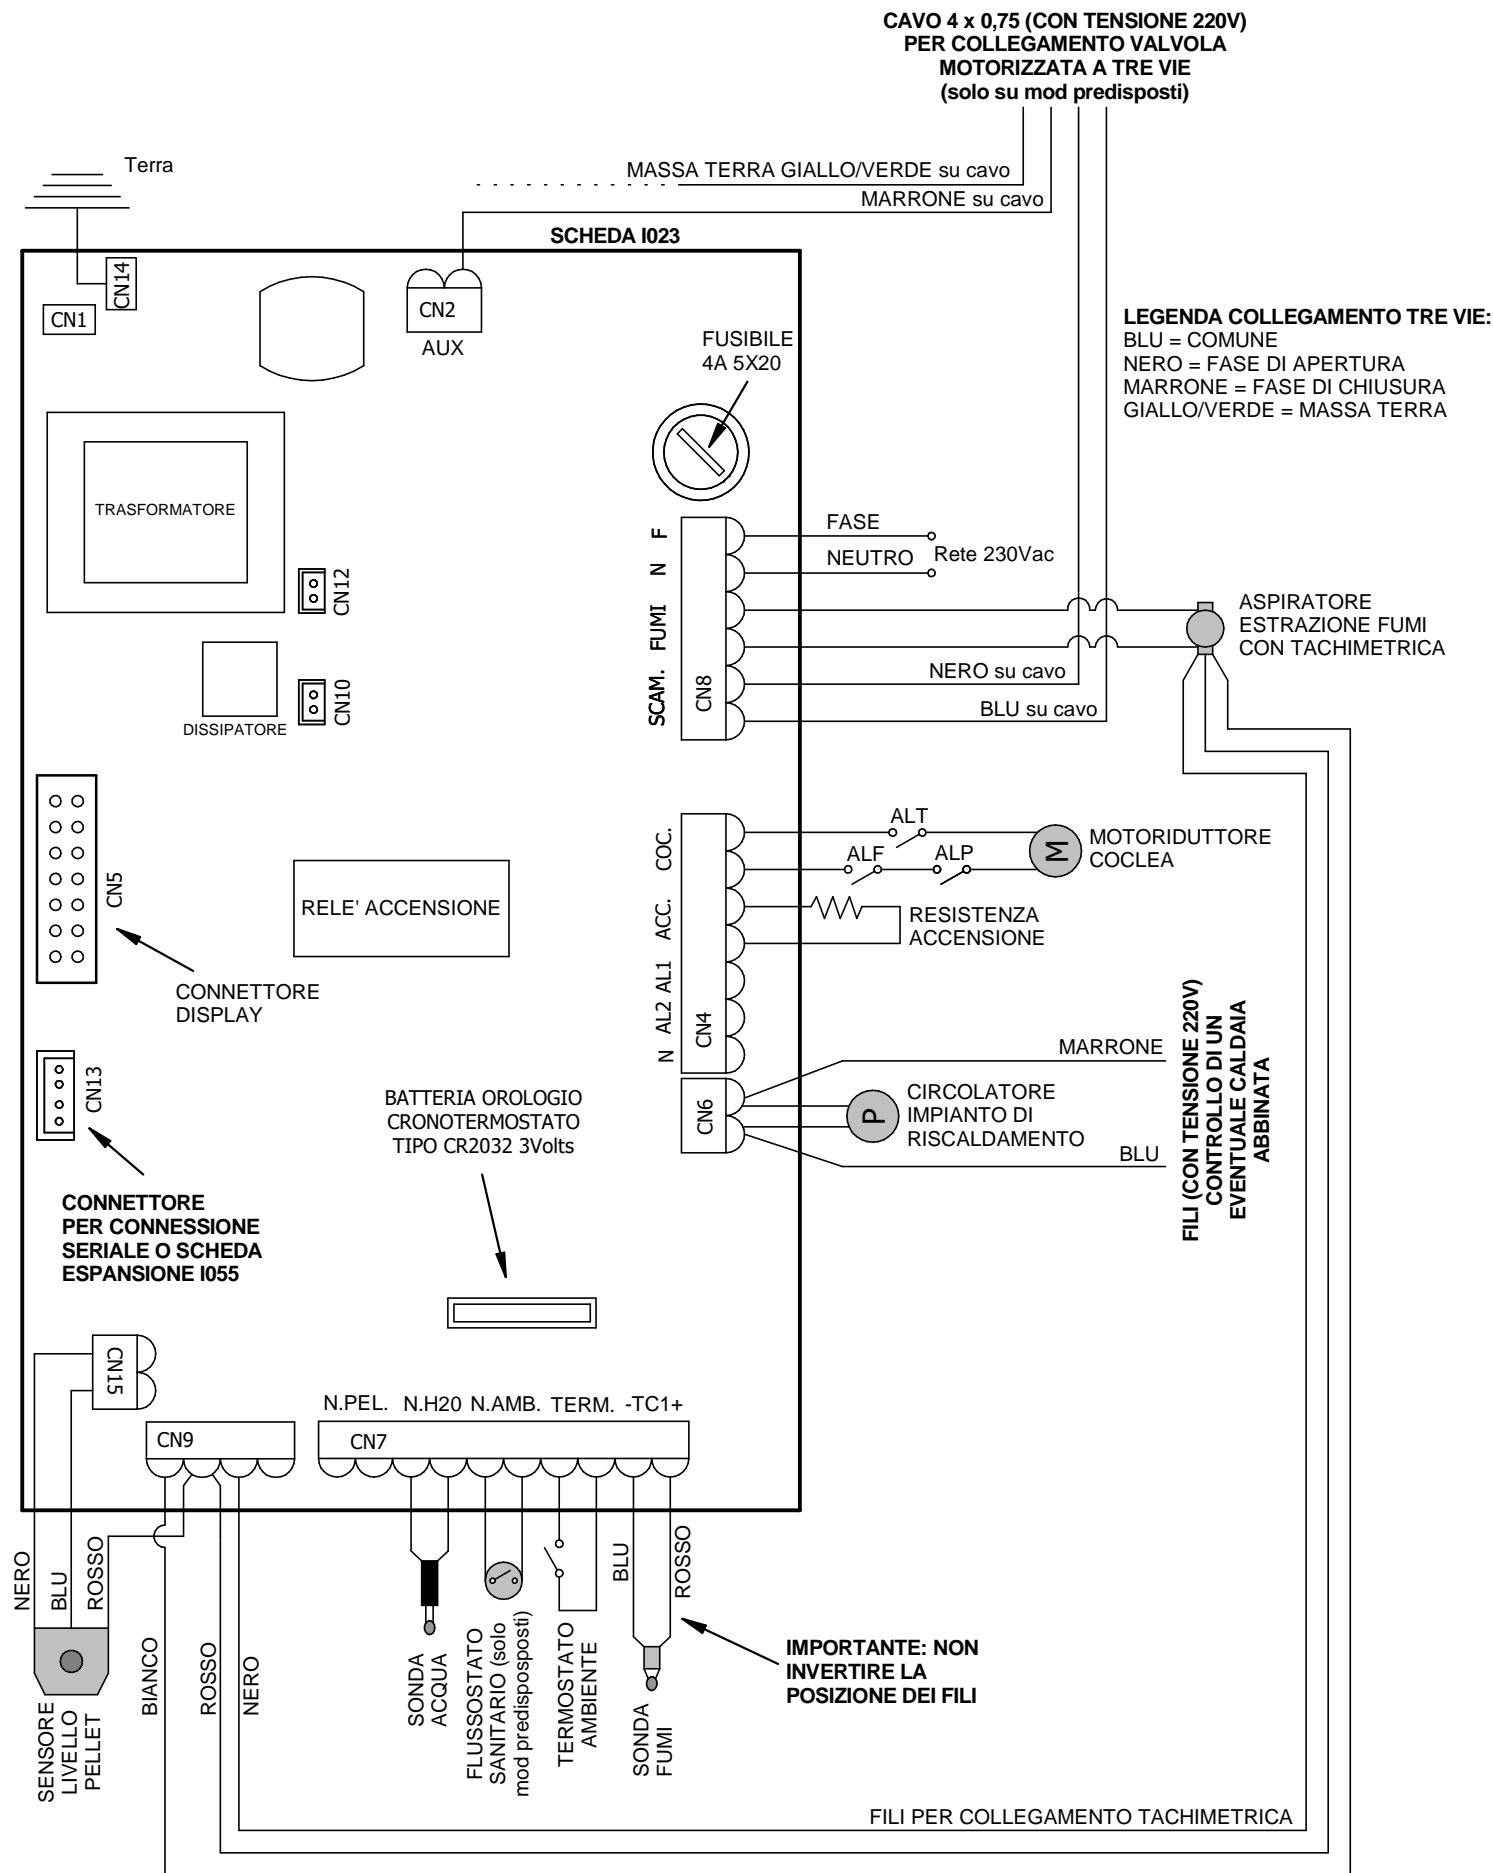 CAVO 4 x 0,75 (CON TENSIONE 220V)
PER COLLEGAMENTO VALVOLA
MOTORIZZATA A TRE VIE
(solo su mod predisposti)
Terra
MASSA TERRA GIALLO/VERDE su cavo
MARRONE su cavo
SCHEDA I023
CN14
CN1
CN2
AUX
FUSIBILE
4A 5X20
LEGENDA COLLEGAMENTO TRE VIE:
BLU = COMUNE
NERO = FASE DI APERTURA
MARRONE = FASE DI CHIUSURA
GIALLO/VERDE = MASSA TERRA
TRASFORMATORE
CN12
DISSIPATORE
CN10
F
N
FUMI
SCAM.
CN8
FASE
NEUTRO
Rete 230Vac
NERO su cavo
BLU su cavo
ASPIRATORE
ESTRAZIONE FUMI
CON TACHIMETRICA
CN5
CONNETTORE
DISPLAY
RELE' ACCENSIONE
COC.
ACC.
AL1
AL2
N
CN4
ALT
ALF
ALP
M
MOTORIDUTTORE
COCLEA
RESISTENZA
ACCENSIONE
CN13
CONNETTORE
PER CONNESSIONE
SERIALE O SCHEDA
ESPANSIONE I055
BATTERIA OROLOGIO
CRONOTERMOSTATO
TIPO CR2032 3Volts
CN6
MARRONE
P
CIRCOLATORE
IMPIANTO DI
RISCALDAMENTO
BLU
FILI (CON TENSIONE 220V)
CONTROLLO DI UN
EVENTUALE CALDAIA
ABBINATA
CN15
CN9
N.PEL.
N.H20
N.AMB.
TERM.
-TC1+
CN7
NERO
BLU
ROSSO
SENSORE
LIVELLO
PELLET
BIANCO
ROSSO
NERO
SONDA
ACQUA
FLUSSOSTATO
SANITARIO (solo
mod predisposposti)
TERMOSTATO
AMBIENTE
BLU
ROSSO
SONDA
FUMI
IMPORTANTE: NON
INVERTIRE LA
POSIZIONE DEI FILI
FILI PER COLLEGAMENTO TACHIMETRICA